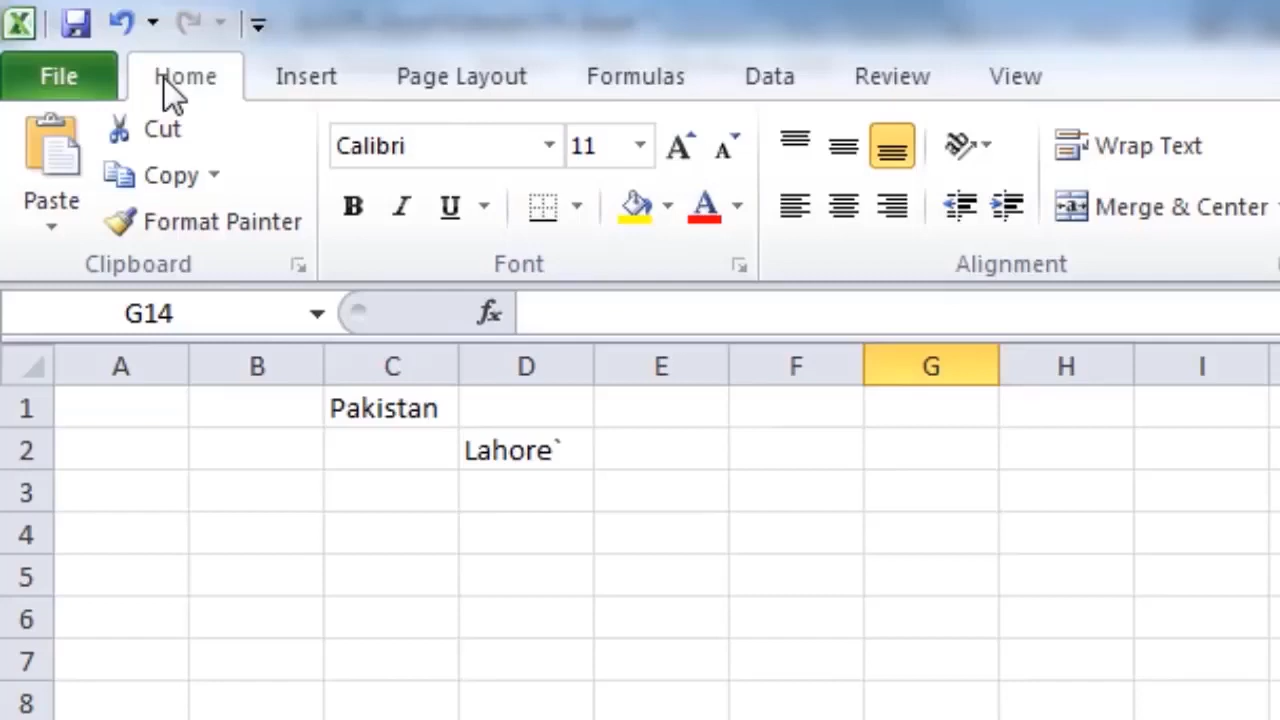 File Home Insert Page Layout Formulas Data Review View
Cut
Calibri 11 Wrap Text
Copy
Paste
B I U A Merge & Center
Format Painter
Clipboard Font Alignment
G14 fx
A B C D E F G H I
1 Pakistan
2 Lahore`
3
4
5
6
7
8